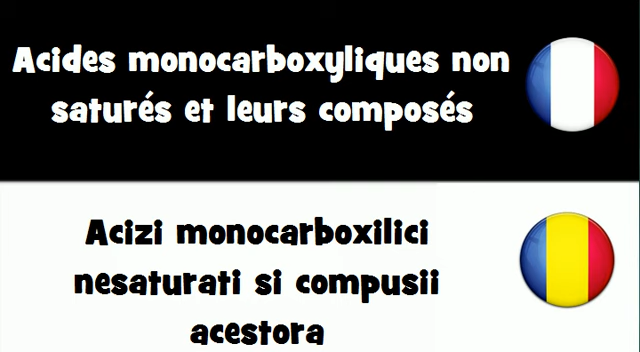 Acides monocarboxyliques non
saturés et leurs composés
Acizi monocarboxilici
nesaturati si compusii
acestora